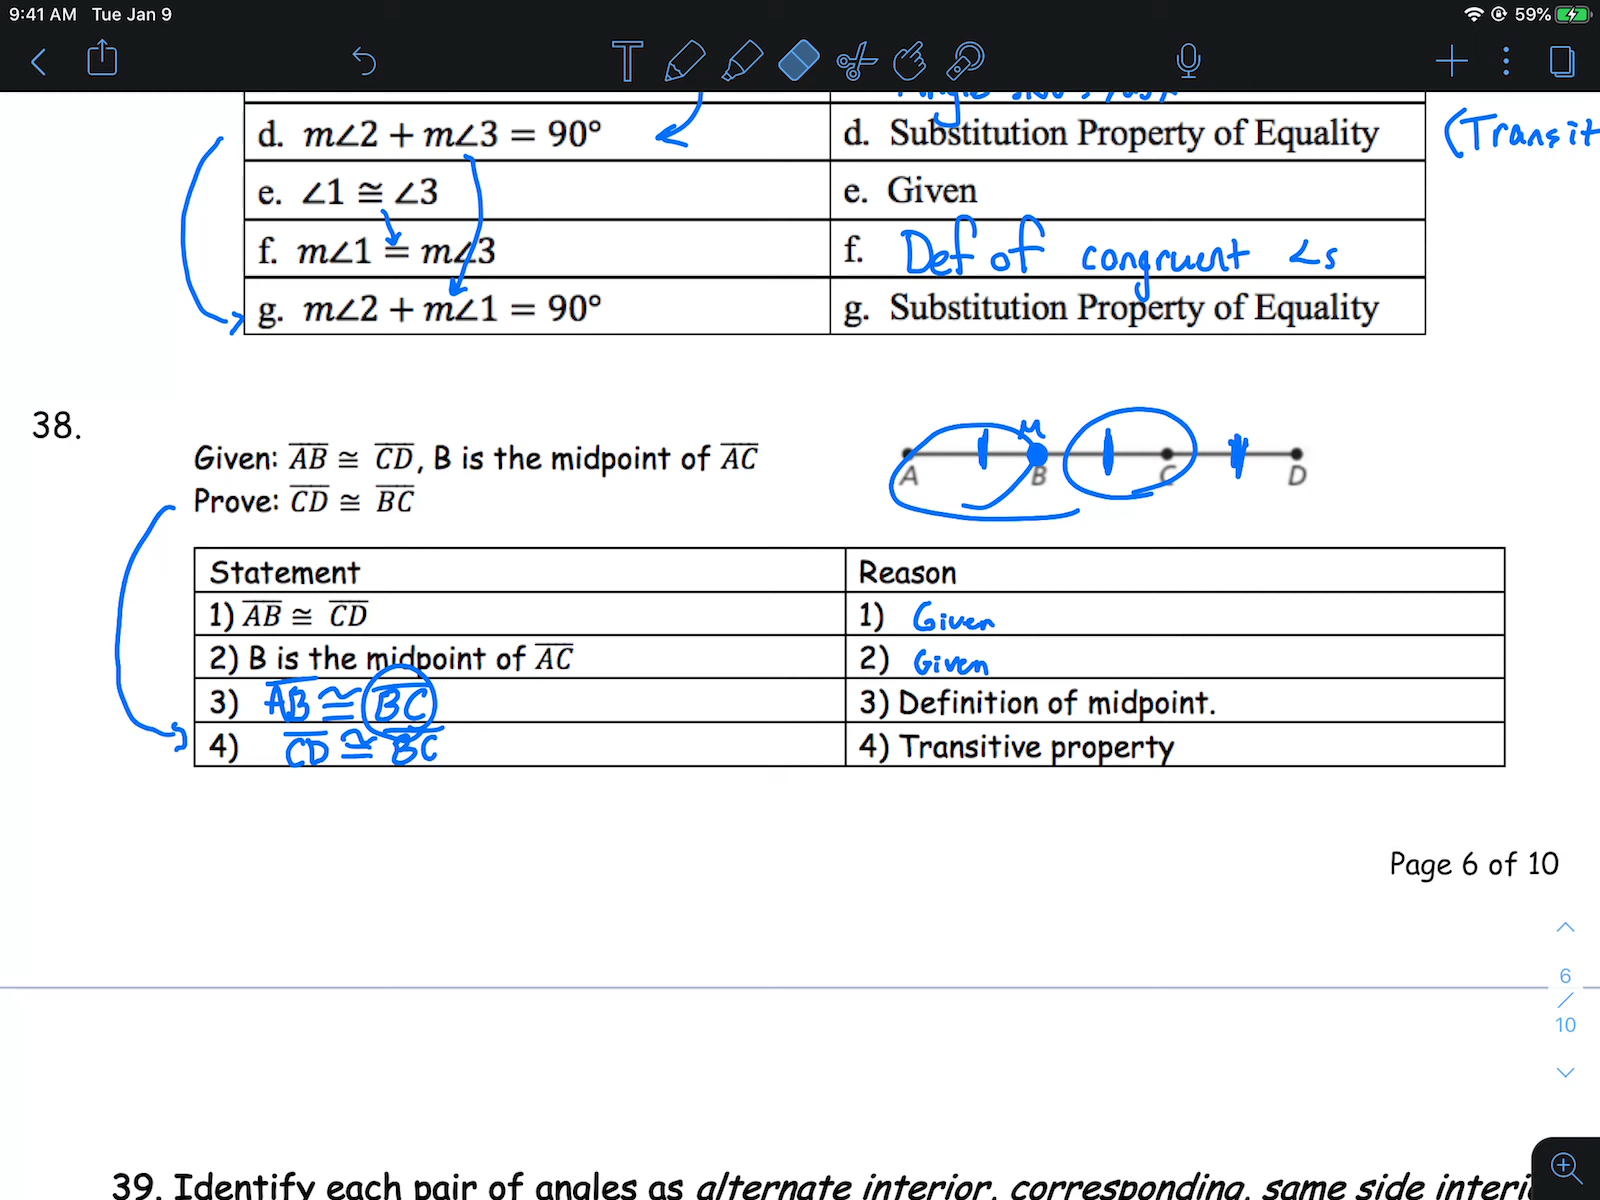 9:41 AM Tue Jan 9 59%
d. m∠2 + m∠3 = 90° d. Substitution Property of Equality (Transit
e. ∠1 ≅ ∠3 e. Given
f. m∠1 = m∠3 f. Def of congruent ∠s
g. m∠2 + m∠1 = 90° g. Substitution Property of Equality
38.
Given: AB ≅ CD, B is the midpoint of AC
Prove: CD ≅ BC
M
A B C D
Statement Reason
1) AB ≅ CD 1) Given
2) B is the midpoint of AC 2) Given
3) AB ≅ BC 3) Definition of midpoint.
4) CD ≅ BC 4) Transitive property
Page 6 of 10
6
/
10
39. Identify each pair of angles as alternate interior, corresponding, same side interi